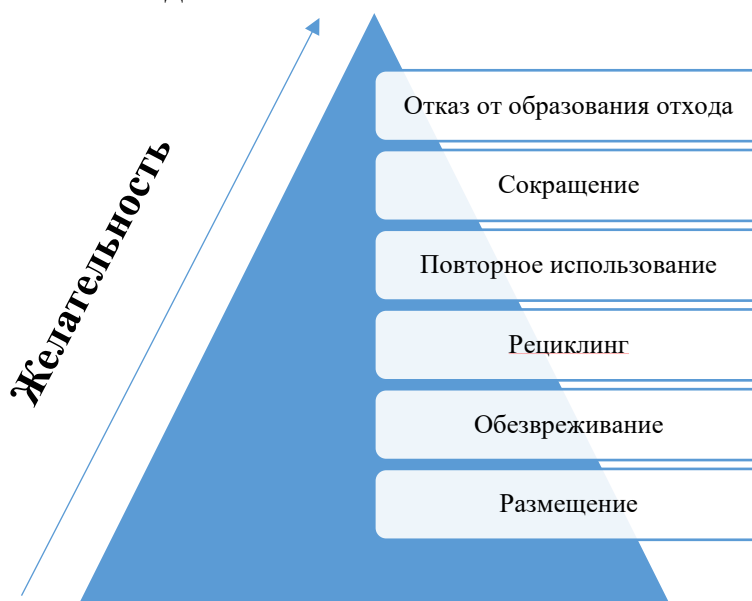 Отказ от образования отхода
Сокращение
Повторное использование
Рециклинг
Обезвреживание
Размещение
Желательность